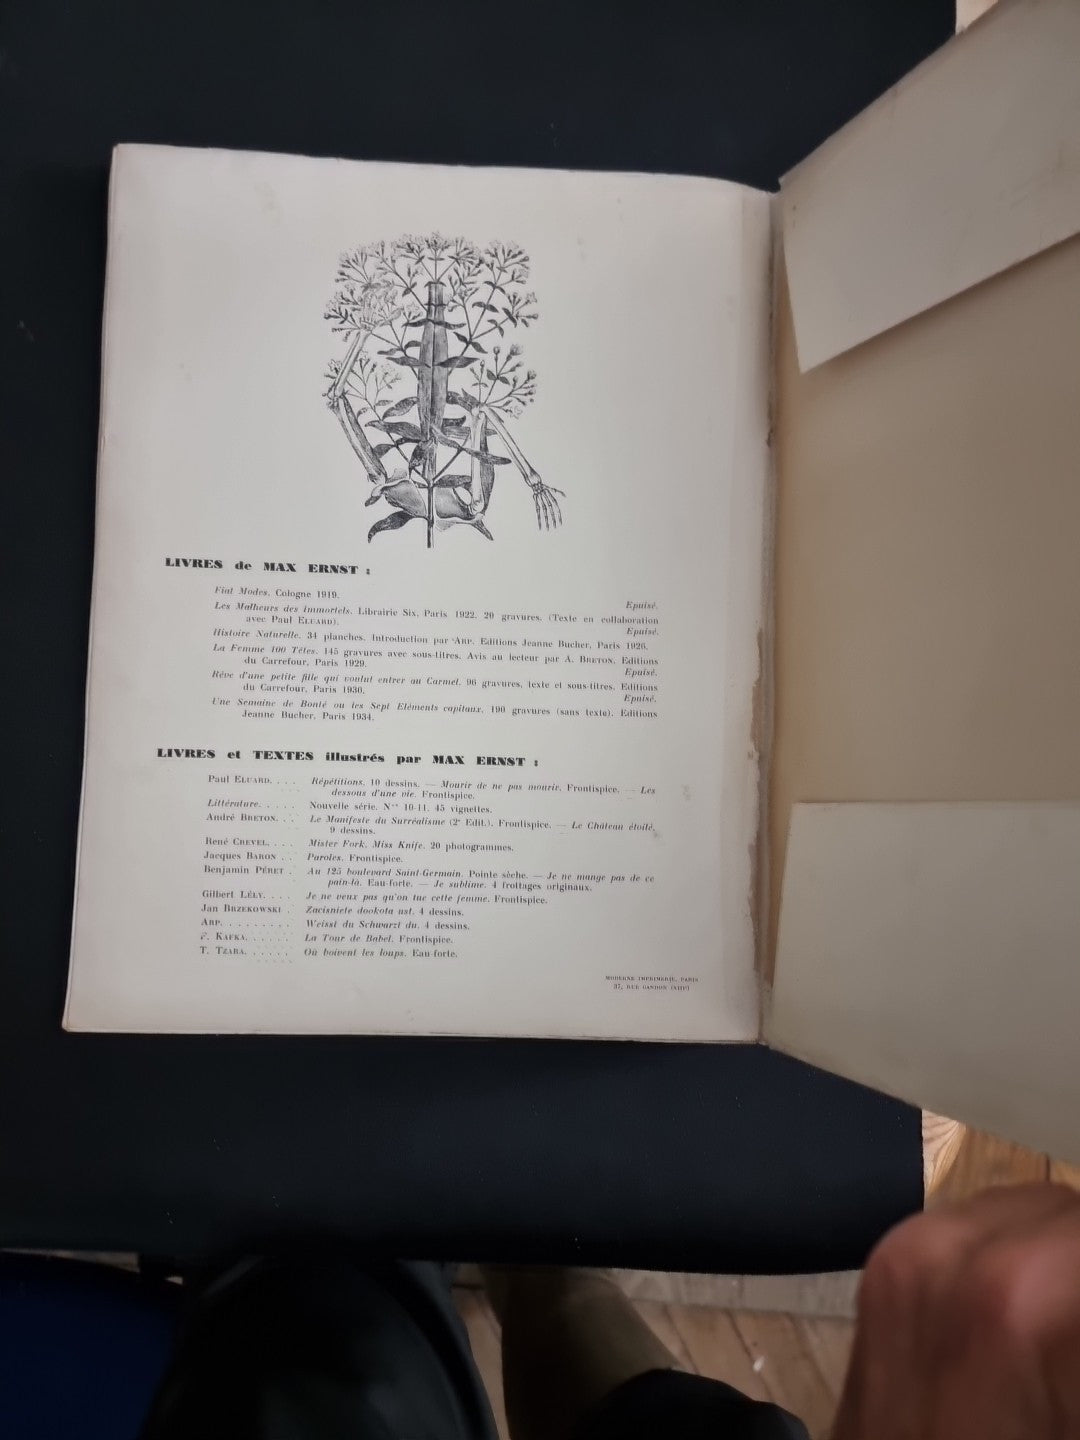 LIVRES de MAX ERNST :
Fiat Modes. Cologne 1919.
Epuisé.
Les Malheurs des immortels. Librairie Six, Paris 1922. 20 gravures. (Texte en collaboration
avec Paul ELUARD).
Epuisé.
Histoire Naturelle. 34 planches. Introduction par ARP. Editions Jeanne Bucher, Paris 1926.
La Femme 100 Têtes. 145 gravures avec sous-titres. Avis au lecteur par A. BRETON. Editions
du Carrefour, Paris 1929.
Epuisé.
Rêve d'une petite fille qui voulut entrer au Carmel. 96 gravures, texte et sous-titres. Editions
du Carrefour, Paris 1930.
Epuisé.
Une Semaine de Bonté ou les Sept Eléments capitaux. 190 gravures (sans texte). Editions
Jeanne Bucher, Paris 1934.
LIVRES et TEXTES illustrés par MAX ERNST :
Paul ELUARD. . . . Répétitions. 10 dessins. — Mourir de ne pas mourir. Frontispice. — Les
dessous d'une vie. Frontispice.
Littérature. . . . . Nouvelle série. Nos 10-11. 45 vignettes.
André BRETON. . . Le Manifeste du Surréalisme (2e Edit.). Frontispice. — Le Château étoilé,
9 dessins.
René CREVEL. . . . Mister Fork, Miss Knife. 20 photogrammes.
Jacques BARON . . Paroles. Frontispice.
Benjamin PÉRET . Au 125 boulevard Saint-Germain. Pointe sèche. — Je ne mange pas de ce
pain-là. Eau-forte. — Je sublime. 4 frottages originaux.
Gilbert LÉLY. . . . Je ne veux pas qu'on tue cette femme. Frontispice.
Jan BRZEKOWSKI . Zacisniete dookota ust. 4 dessins.
ARP. . . . . . . . . Weisst du Schwarzt du. 4 dessins.
F. KAFKA. . . . . . La Tour de Babel. Frontispice.
T. TZARA. . . . . . Où boivent les loups. Eau-forte.
MODERNE IMPRIMERIE, PARIS
37, RUE GANDON (XIIIe)